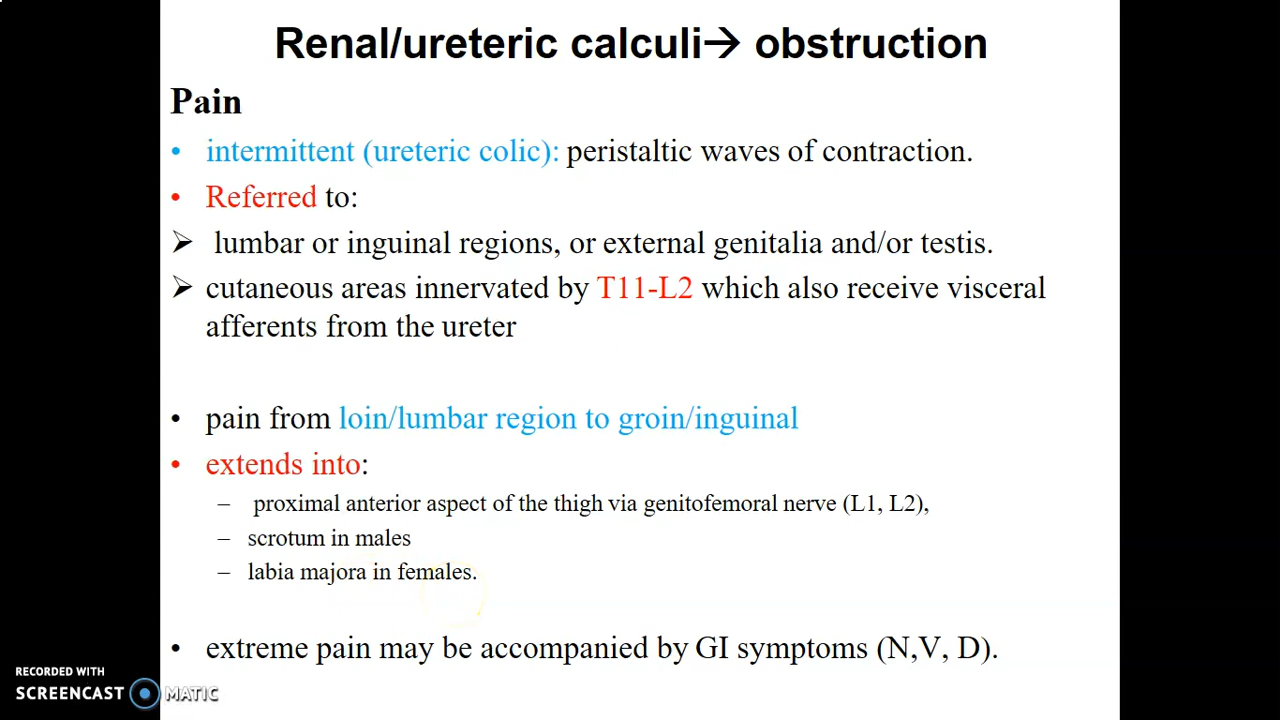 Renal/ureteric calculi→ obstruction
Pain
• intermittent (ureteric colic): peristaltic waves of contraction.
• Referred to:
➢ lumbar or inguinal regions, or external genitalia and/or testis.
➢ cutaneous areas innervated by T11-L2 which also receive visceral
afferents from the ureter
• pain from loin/lumbar region to groin/inguinal
• extends into:
– proximal anterior aspect of the thigh via genitofemoral nerve (L1, L2),
– scrotum in males
– labia majora in females.
• extreme pain may be accompanied by GI symptoms (N,V, D).
RECORDED WITH
SCREENCAST MATIC